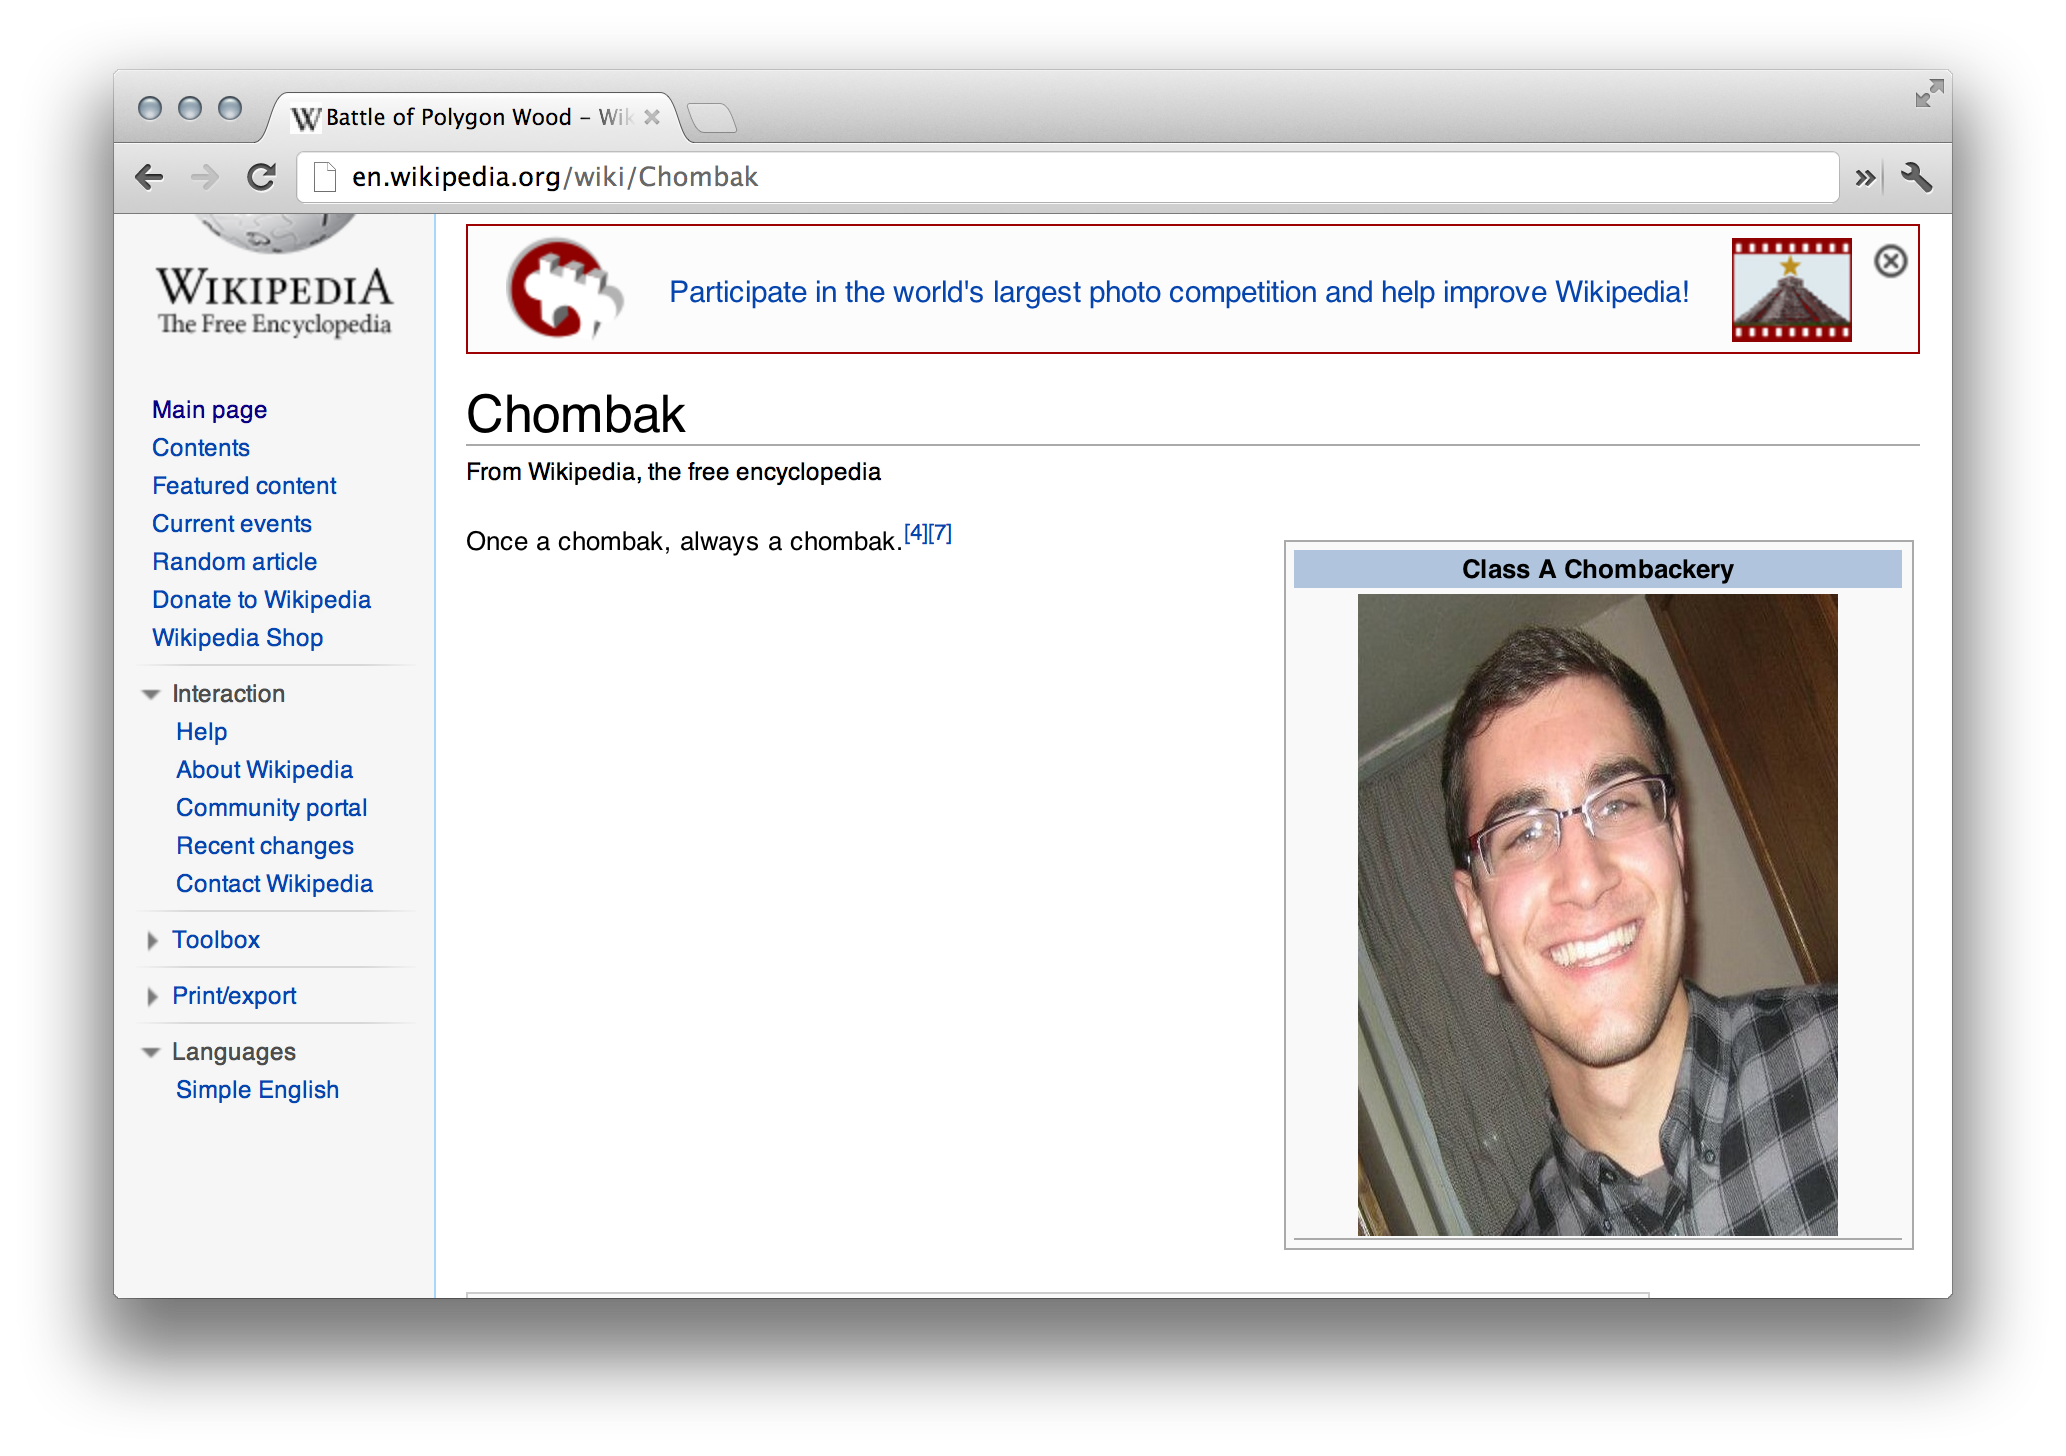 Battle of Polygon Wood – Wik
en.wikipedia.org/wiki/Chombak
WIKIPEDIA
The Free Encyclopedia
Main page
Contents
Featured content
Current events
Random article
Donate to Wikipedia
Wikipedia Shop
Interaction
Help
About Wikipedia
Community portal
Recent changes
Contact Wikipedia
Toolbox
Print/export
Languages
Simple English
Participate in the world's largest photo competition and help improve Wikipedia!
Chombak
From Wikipedia, the free encyclopedia
Once a chombak, always a chombak.[4][7]
Class A Chombackery